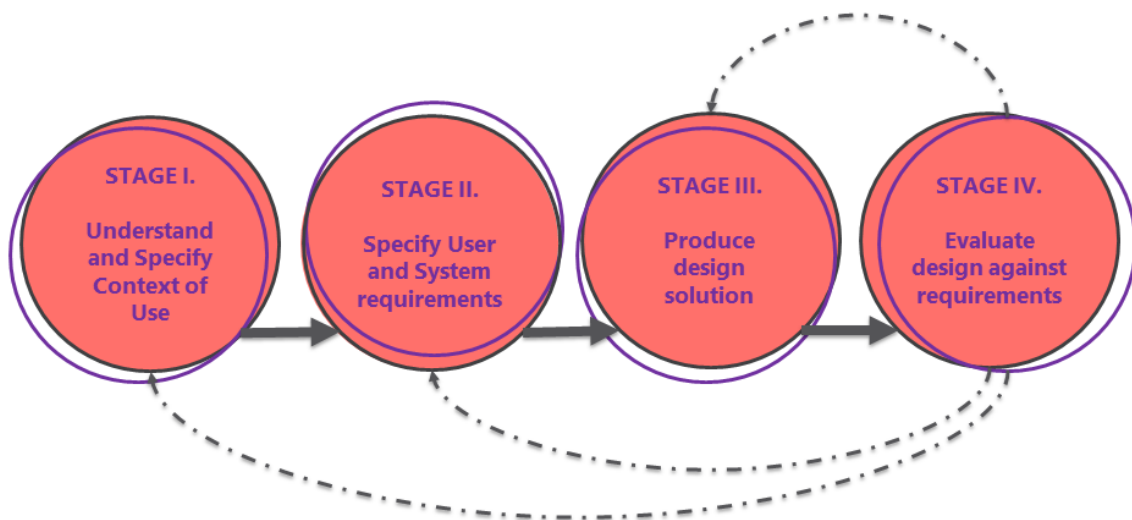 STAGE I.
Understand
and Specify
Context of
Use
STAGE II.
Specify User
and System
requirements
STAGE III.
Produce
design
solution
STAGE IV.
Evaluate
design against
requirements